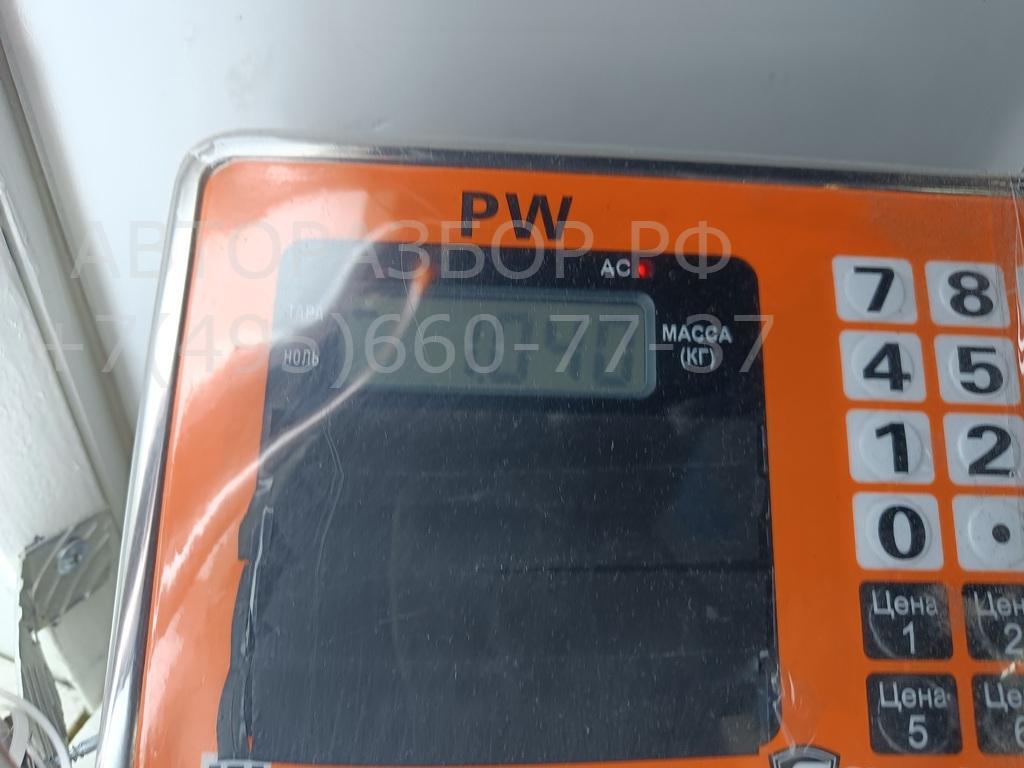 PW
АВТОРАЗБОР.РФ
AC
ТАРА
+7(495)660-77-37
МАССА
(КГ)
НОЛЬ
7 8
4 5
1 2
0 .
Цена 1
Цена 5